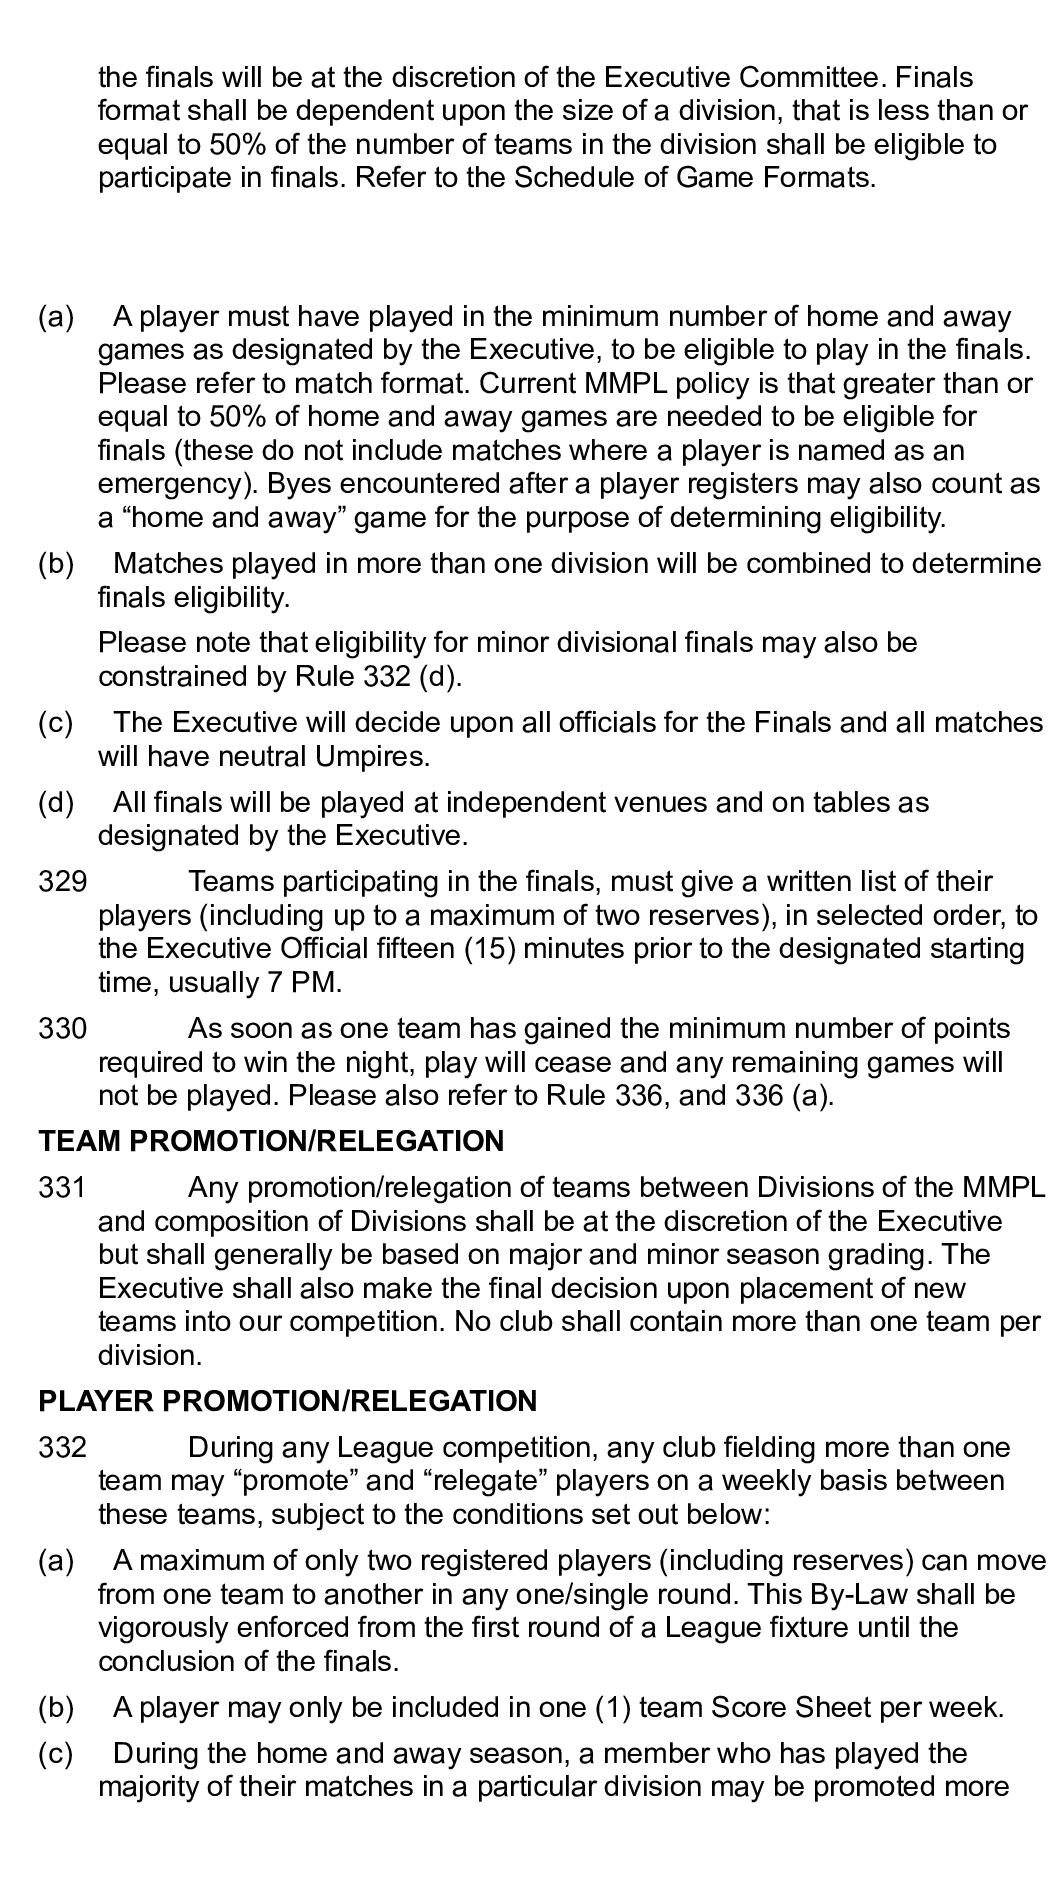 the finals will be at the discretion of the Executive Committee. Finals
format shall be dependent upon the size of a division, that is less than or
equal to 50% of the number of teams in the division shall be eligible to
participate in finals. Refer to the Schedule of Game Formats.
(a) A player must have played in the minimum number of home and away
games as designated by the Executive, to be eligible to play in the finals.
Please refer to match format. Current MMPL policy is that greater than or
equal to 50% of home and away games are needed to be eligible for
finals (these do not include matches where a player is named as an
emergency). Byes encountered after a player registers may also count as
a “home and away” game for the purpose of determining eligibility.
(b) Matches played in more than one division will be combined to determine
finals eligibility.
Please note that eligibility for minor divisional finals may also be
constrained by Rule 332 (d).
(c) The Executive will decide upon all officials for the Finals and all matches
will have neutral Umpires.
(d) All finals will be played at independent venues and on tables as
designated by the Executive.
329 Teams participating in the finals, must give a written list of their
players (including up to a maximum of two reserves), in selected order, to
the Executive Official fifteen (15) minutes prior to the designated starting
time, usually 7 PM.
330 As soon as one team has gained the minimum number of points
required to win the night, play will cease and any remaining games will
not be played. Please also refer to Rule 336, and 336 (a).
TEAM PROMOTION/RELEGATION
331 Any promotion/relegation of teams between Divisions of the MMPL
and composition of Divisions shall be at the discretion of the Executive
but shall generally be based on major and minor season grading. The
Executive shall also make the final decision upon placement of new
teams into our competition. No club shall contain more than one team per
division.
PLAYER PROMOTION/RELEGATION
332 During any League competition, any club fielding more than one
team may “promote” and “relegate” players on a weekly basis between
these teams, subject to the conditions set out below:
(a) A maximum of only two registered players (including reserves) can move
from one team to another in any one/single round. This By-Law shall be
vigorously enforced from the first round of a League fixture until the
conclusion of the finals.
(b) A player may only be included in one (1) team Score Sheet per week.
(c) During the home and away season, a member who has played the
majority of their matches in a particular division may be promoted more